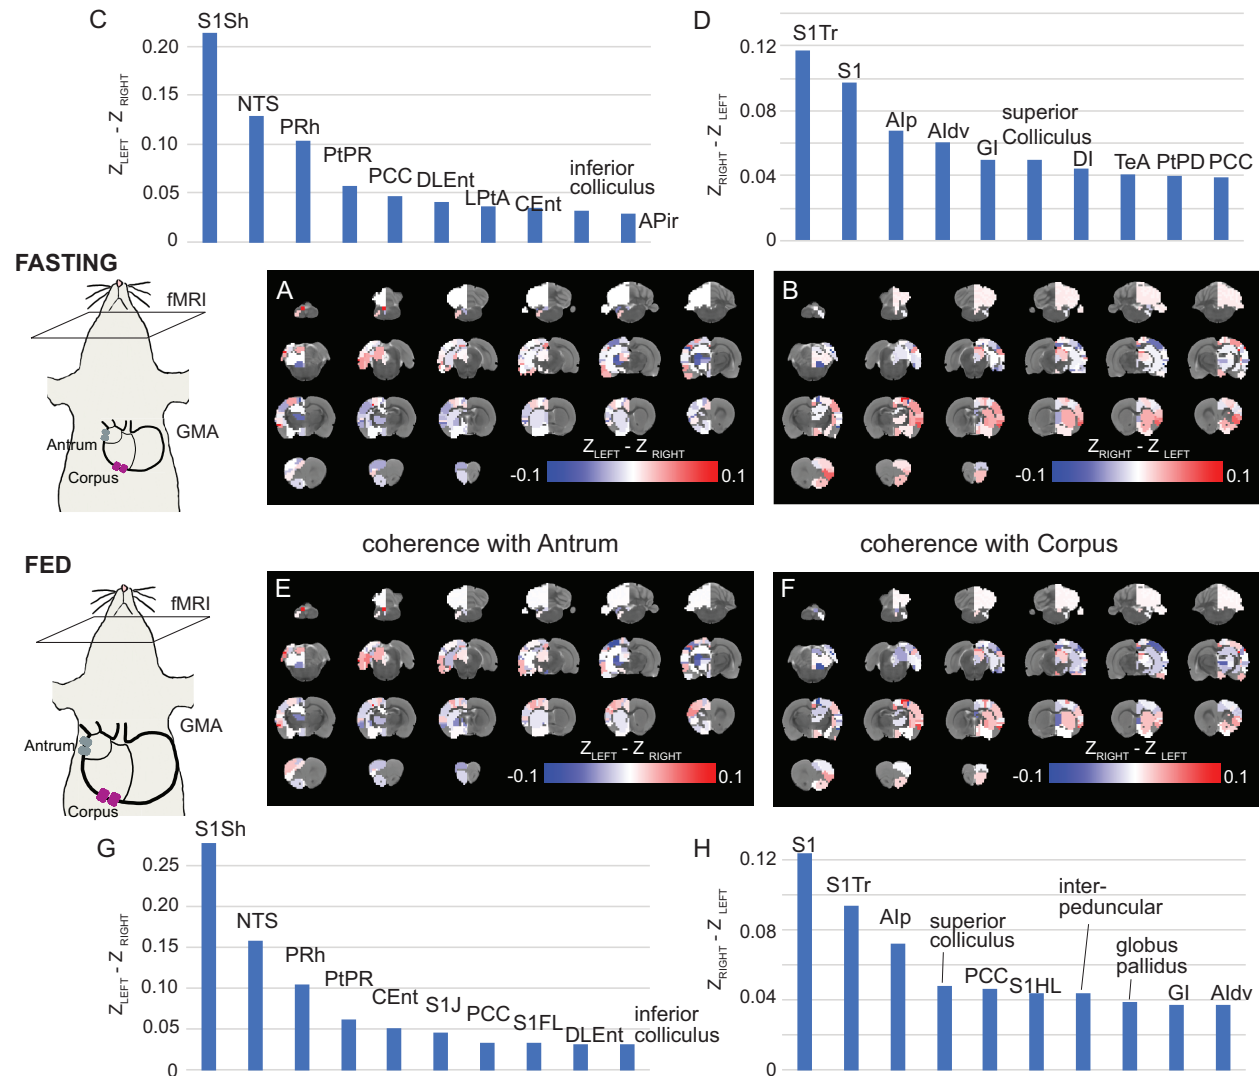 C
S1Sh
0.20
0.15
0.10
0.05
0
Z LEFT - Z RIGHT
NTS
PRh
PtPR
PCC
DLEnt
LPtA
CEnt
inferior
colliculus
APir
D
S1Tr
0.12
0.08
0.04
0
Z RIGHT - Z LEFT
S1
AIp
AIdv
GI
superior
Colliculus
DI
TeA
PtPD
PCC
FASTING
fMRI
GMA
Antrum
Corpus
A
Z LEFT - Z RIGHT
-0.1
0.1
B
Z RIGHT - Z LEFT
-0.1
0.1
coherence with Antrum
coherence with Corpus
FED
fMRI
GMA
Antrum
Corpus
E
Z LEFT - Z RIGHT
-0.1
0.1
F
Z RIGHT - Z LEFT
-0.1
0.1
G
S1Sh
0.25
0.20
0.15
0.10
0.05
0
Z LEFT - Z RIGHT
NTS
PRh
PtPR
CEnt
S1J
PCC
S1FL
DLEnt
inferior
colliculus
H
S1
0.12
0.08
0.04
0
Z RIGHT - Z LEFT
S1Tr
AIp
superior
colliculus
PCC
S1HL
inter-
peduncular
globus
pallidus
GI
AIdv